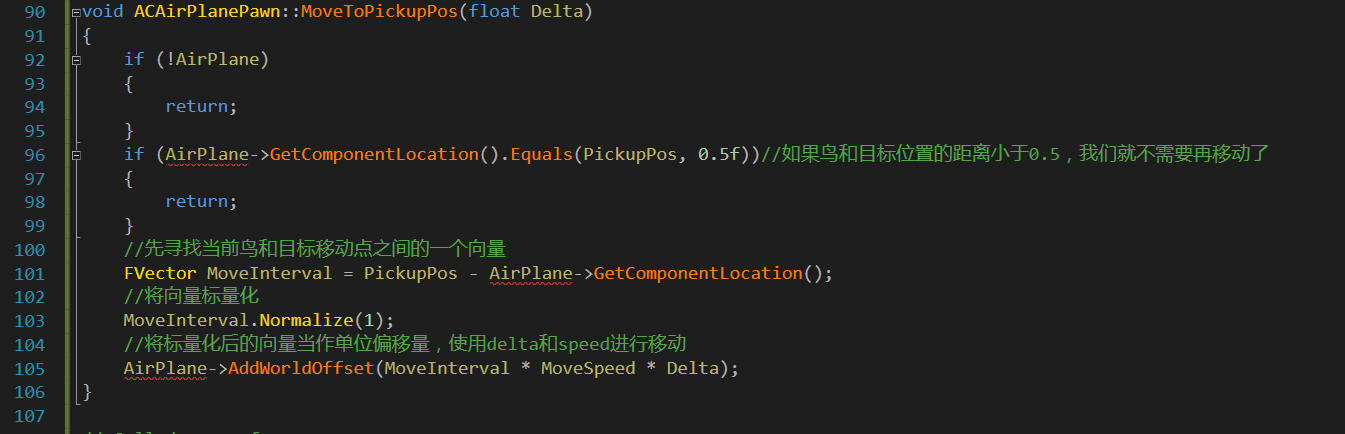 90 void ACAirPlanePawn::MoveToPickupPos(float Delta)
91 {
92 if (!AirPlane)
93 {
94 return;
95 }
96 if (AirPlane->GetComponentLocation().Equals(PickupPos, 0.5f))//如果鸟和目标位置的距离小于0.5，我们就不需要再移动了
97 {
98 return;
99 }
100 //先寻找当前鸟和目标移动点之间的一个向量
101 FVector MoveInterval = PickupPos - AirPlane->GetComponentLocation();
102 //将向量标量化
103 MoveInterval.Normalize(1);
104 //将标量化后的向量当作单位偏移量，使用delta和speed进行移动
105 AirPlane->AddWorldOffset(MoveInterval * MoveSpeed * Delta);
106 }
107